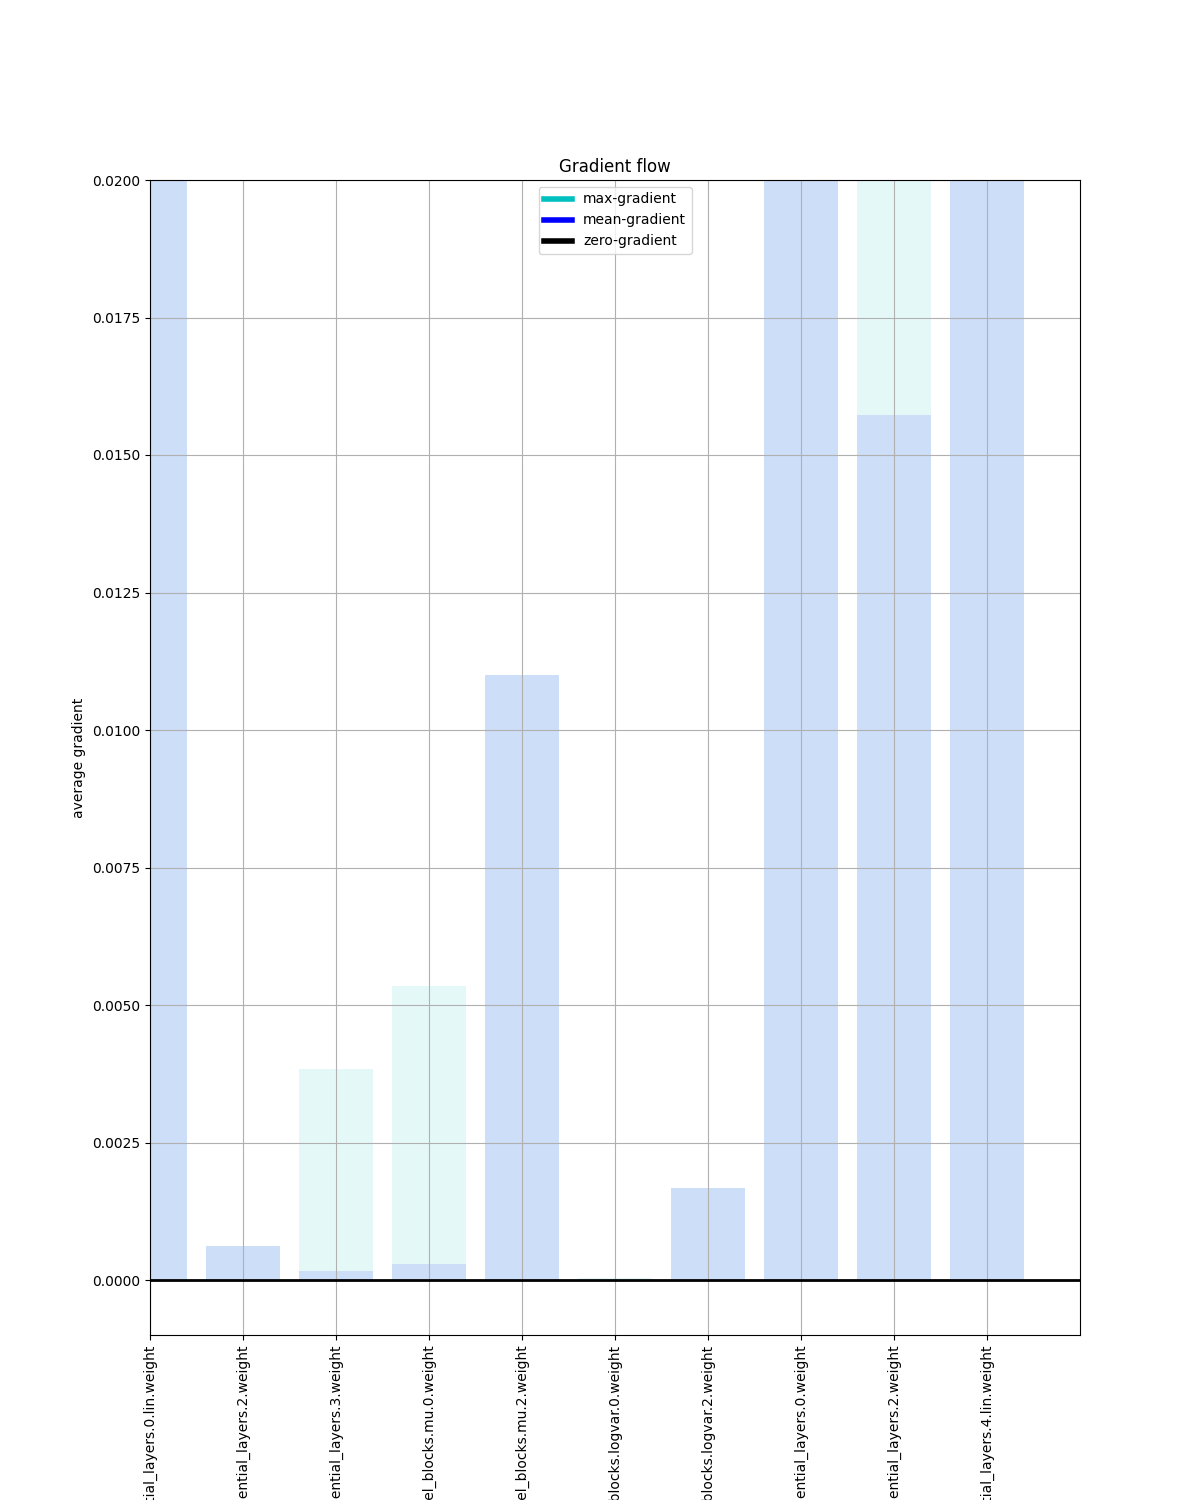 Gradient flow
max-gradient
mean-gradient
zero-gradient
0.0200
0.0175
0.0150
0.0125
0.0100
0.0075
0.0050
0.0025
0.0000
average gradient
tial_layers.0.lin.weight
ential_layers.2.weight
ential_layers.3.weight
el_blocks.mu.0.weight
el_blocks.mu.2.weight
blocks.logvar.0.weight
blocks.logvar.2.weight
ential_layers.0.weight
ential_layers.2.weight
tial_layers.4.lin.weight